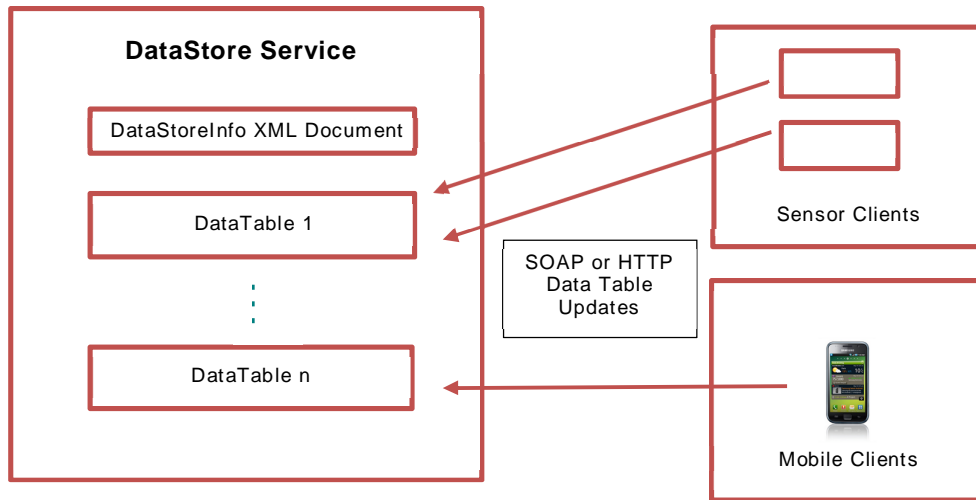 DataStore Service
DataStoreInfo XML Document
DataTable 1
DataTable n
SOAP or HTTP
Data Table
Updates
Sensor Clients
Mobile Clients